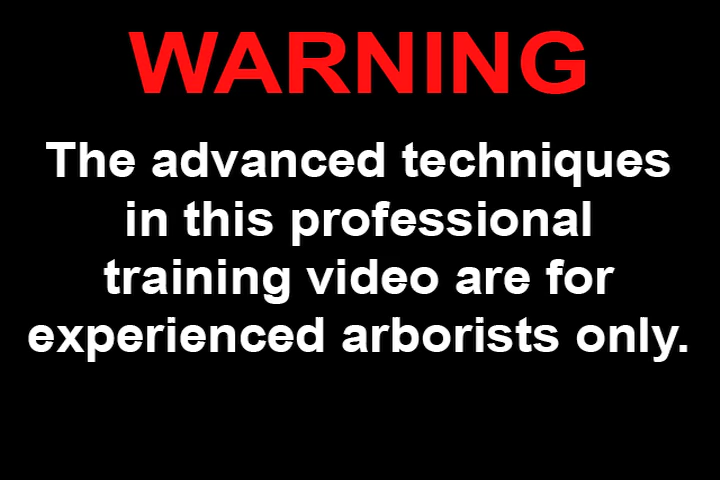 WARNING
The advanced techniques
in this professional
training video are for
experienced arborists only.